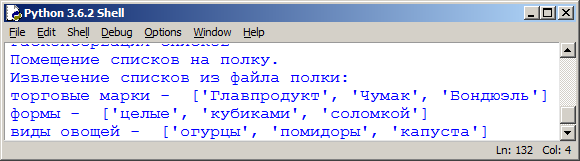 Python 3.6.2 Shell
File Edit Shell Debug Options Window Help
Помещение списков на полку.
Извлечение списков из файла полки:
торговые марки -  ['Главпродукт', 'Чумак', 'Бондюэль']
формы -  ['целые', 'кубиками', 'соломкой']
виды овощей -  ['огурцы', 'помидоры', 'капуста']
Ln: 132 Col: 4